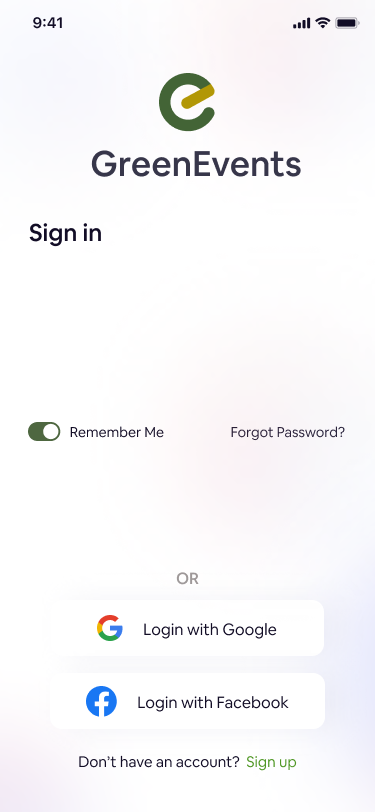 9:41
GreenEvents
Sign in
Remember Me Forgot Password?
OR
Login with Google
Login with Facebook
Don't have an account? Sign up